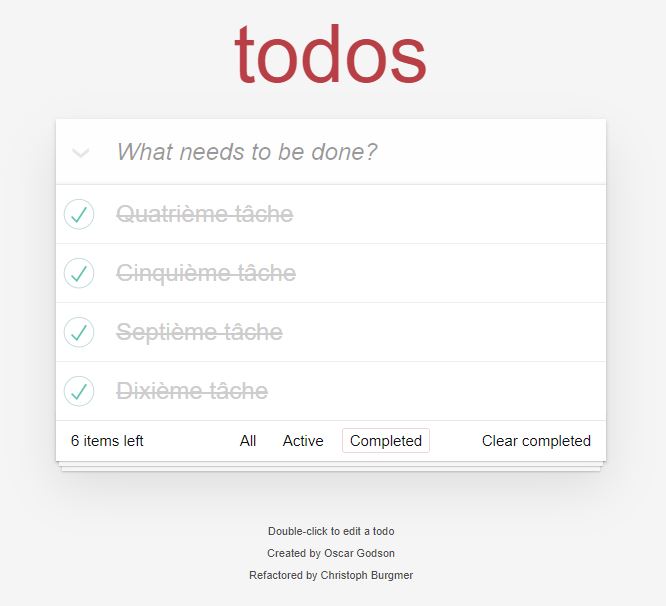 todos
What needs to be done?
Quatrième tâche
Cinquième tâche
Septième tâche
Dixième tâche
6 items left All Active Completed Clear completed
Double-click to edit a todo
Created by Oscar Godson
Refactored by Christoph Burgmer